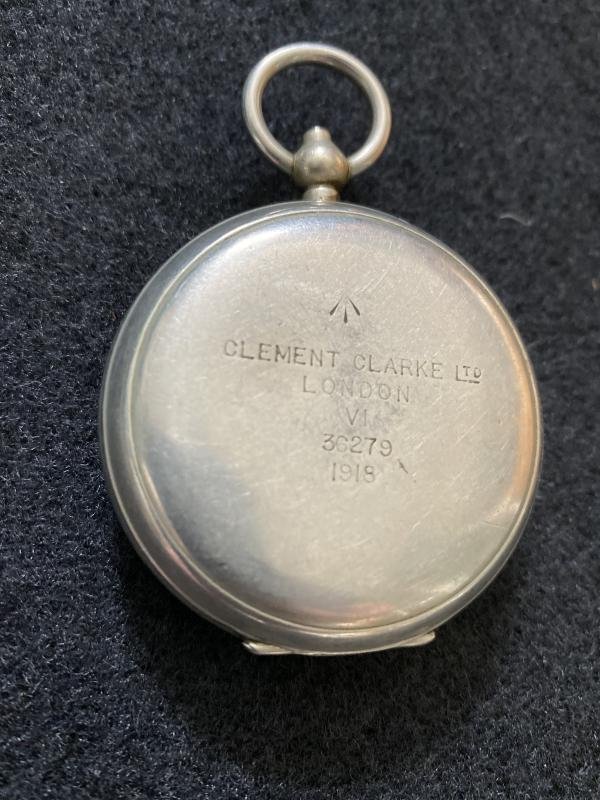 CLEMENT CLARKE LTD
LONDON
VI
36279
1918